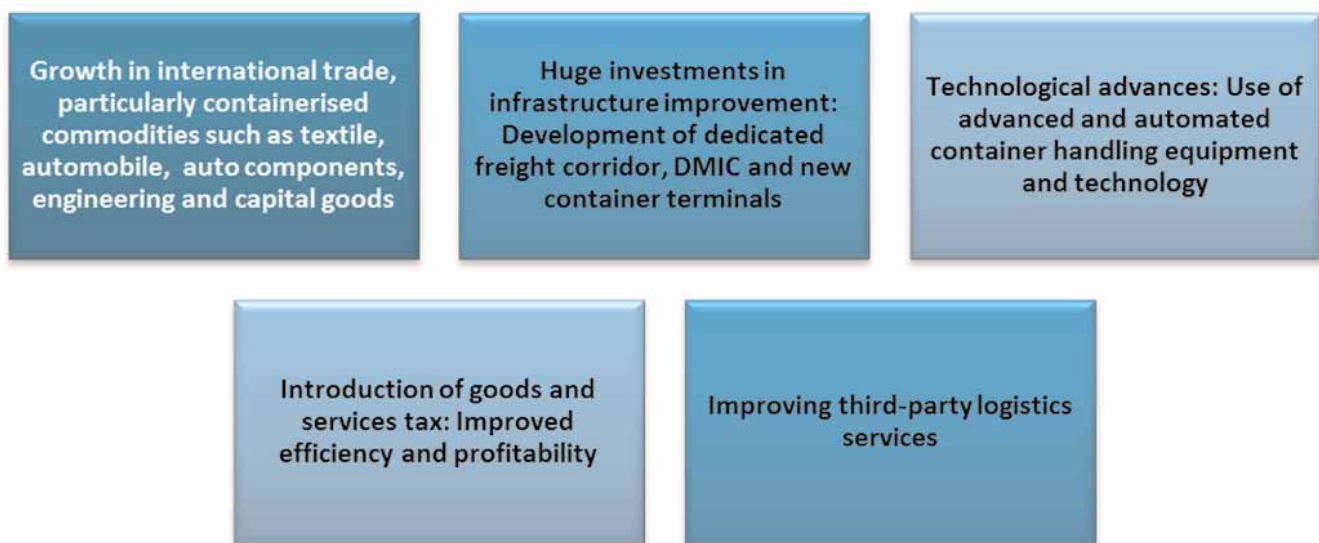 Growth in international trade,
particularly containerised
commodities such as textile,
automobile, auto components,
engineering and capital goods
Huge investments in
infrastructure improvement:
Development of dedicated
freight corridor, DMIC and new
container terminals
Technological advances: Use of
advanced and automated
container handling equipment
and technology
Introduction of goods and
services tax: Improved
efficiency and profitability
Improving third-party logistics
services